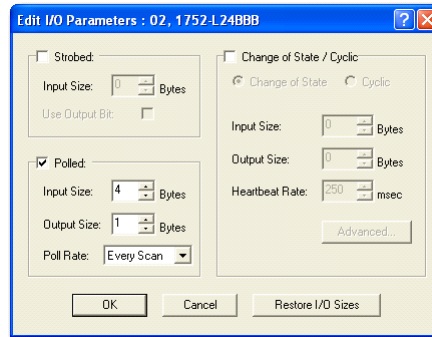 Edit I/O Parameters : 02, 1752-L24BBB
Strobed:
Input Size: 0 Bytes
Use Output Bit:
Polled:
Input Size: 4 Bytes
Output Size: 1 Bytes
Poll Rate: Every Scan
Change of State / Cyclic
Change of State Cyclic
Input Size: 0 Bytes
Output Size: 0 Bytes
Heartbeat Rate: 250 msec
Advanced...
OK Cancel Restore I/O Sizes